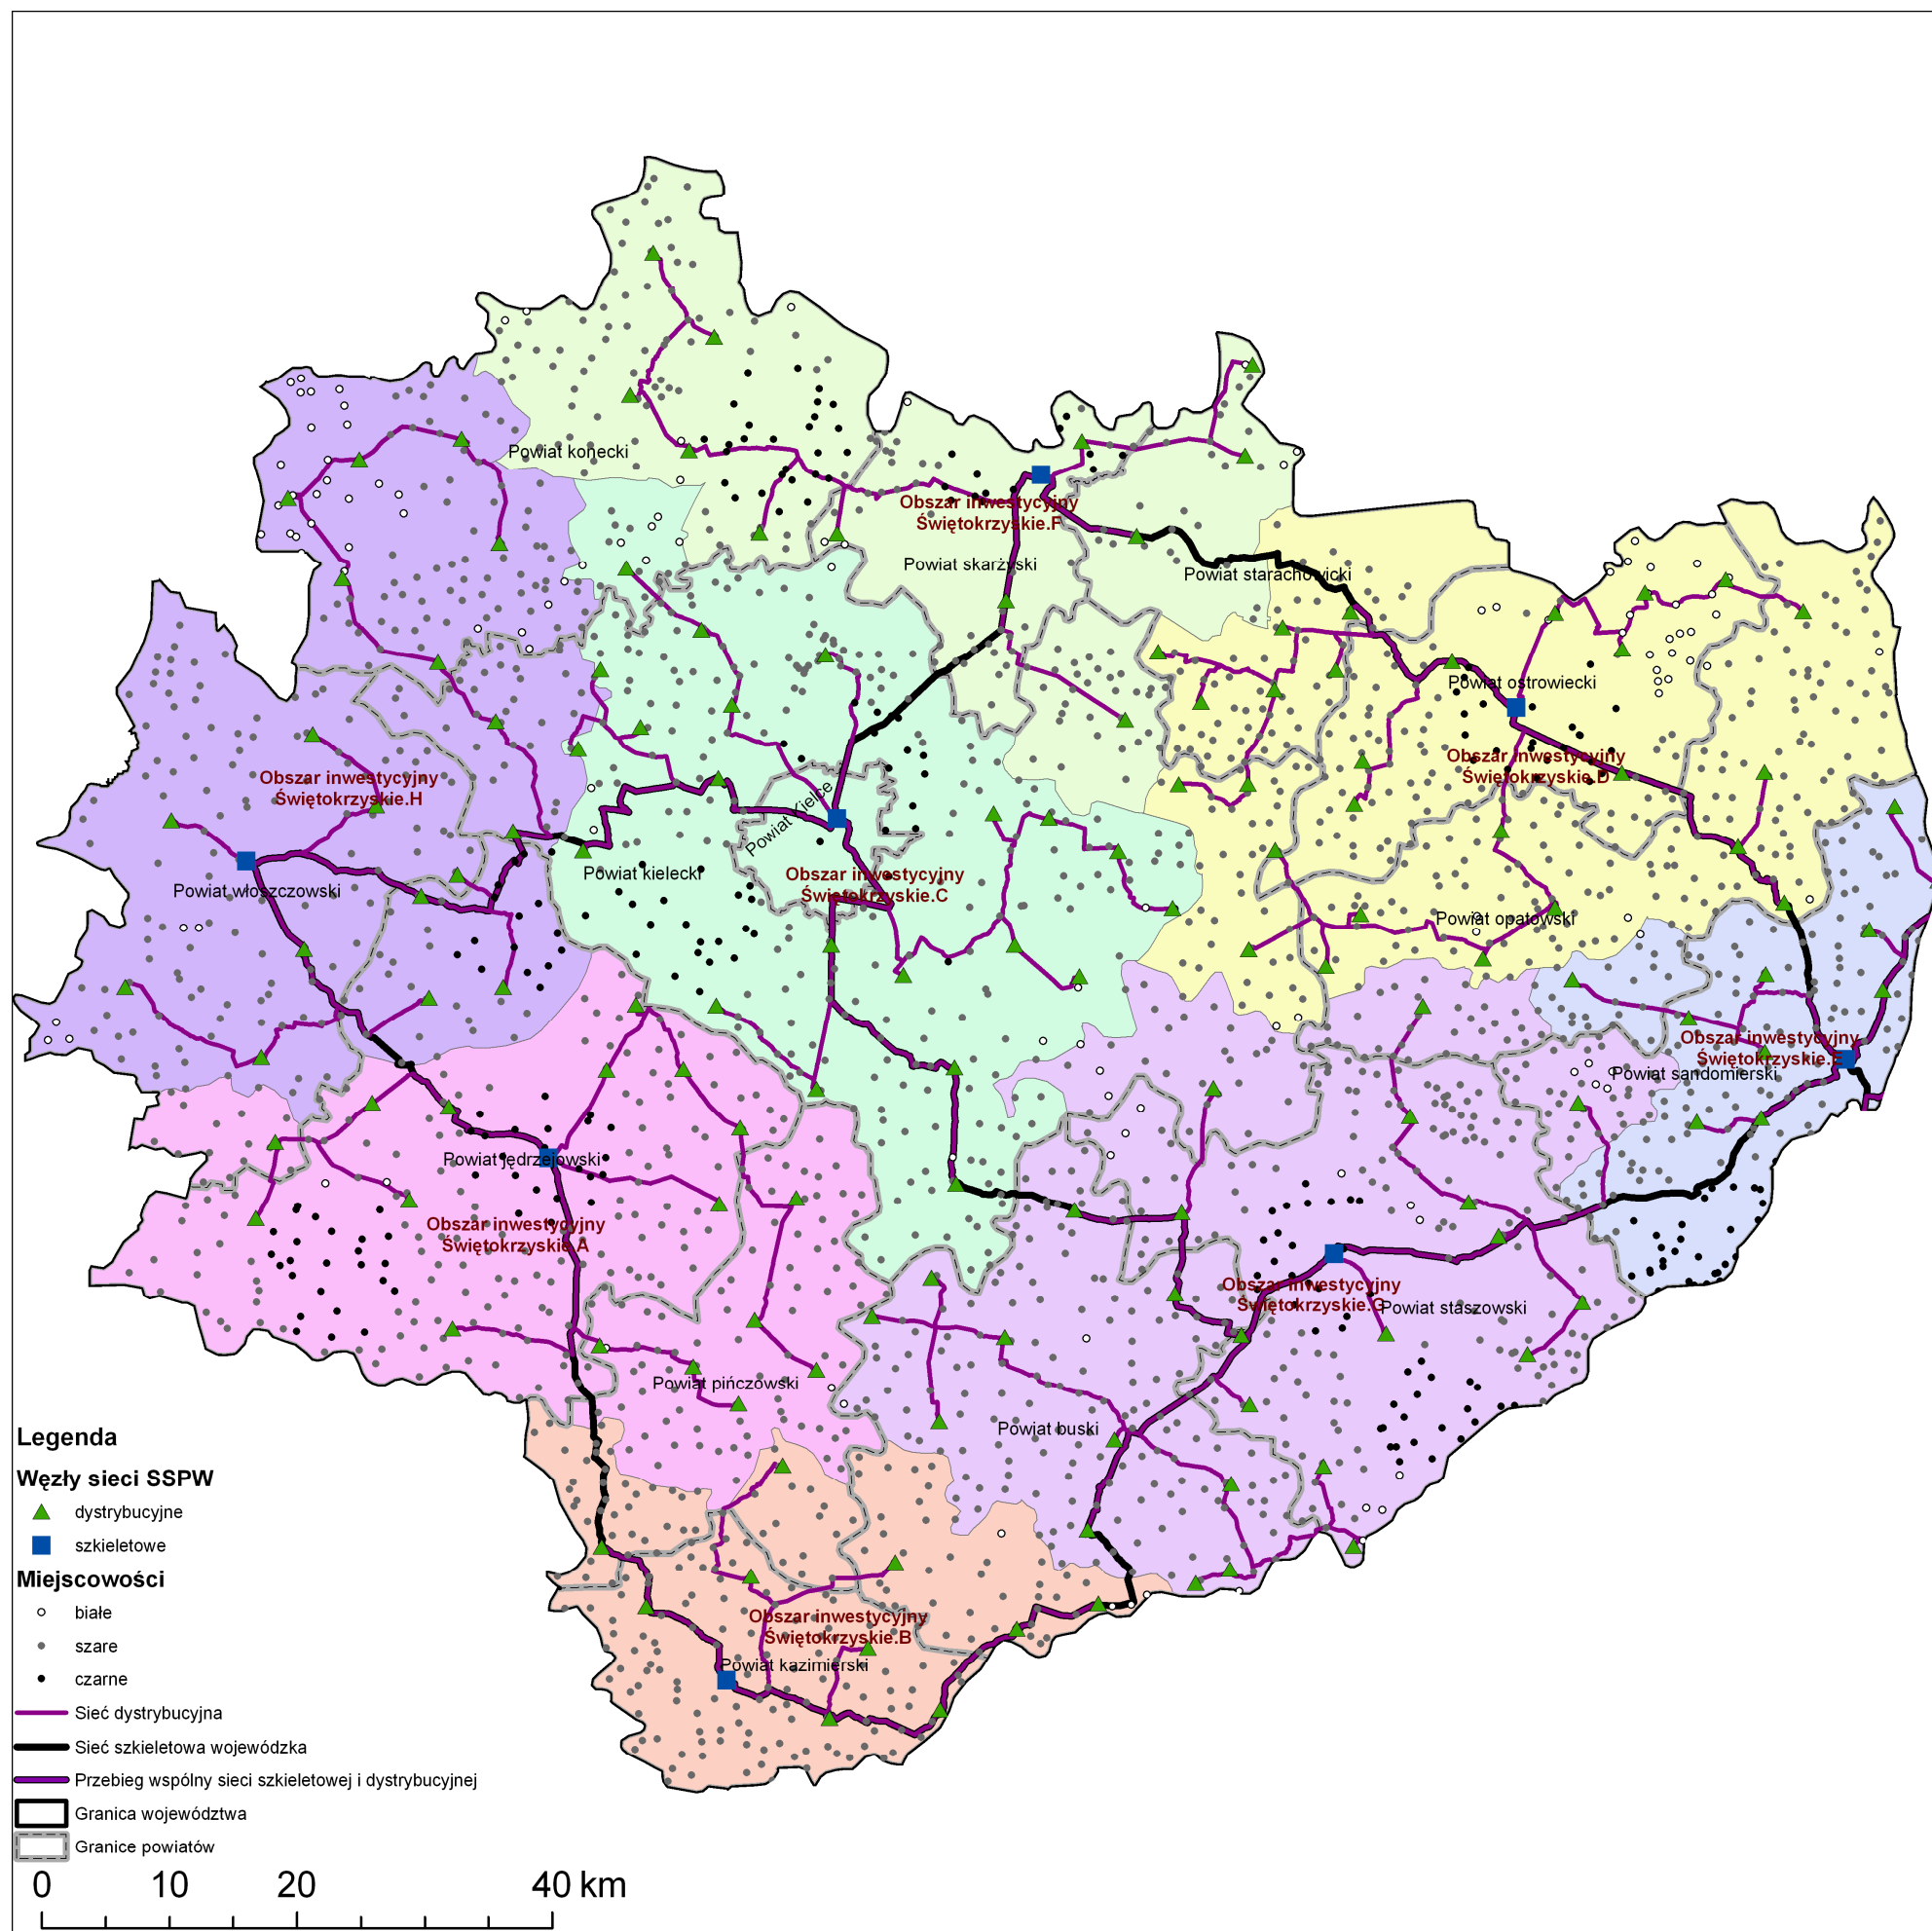 Powiat konecki
Obszar inwestycyjny
Świętokrzyskie.F
Powiat skarżyski
Powiat starachowicki
Powiat ostrowiecki
Obszar inwestycyjny
Świętokrzyskie.D
Obszar inwestycyjny
Świętokrzyskie.H
Powiat Kielce
Powiat kielecki
Obszar inwestycyjny
Świętokrzyskie.C
Powiat włoszczowski
Powiat opatowski
Obszar inwestycyjny
Świętokrzyskie.E
Powiat sandomierski
Powiat jędrzejowski
Obszar inwestycyjny
Świętokrzyskie.A
Obszar inwestycyjny
Świętokrzyskie.G
Powiat staszowski
Powiat pińczowski
Powiat buski
Obszar inwestycyjny
Świętokrzyskie.B
Powiat kazimierski
Legenda
Węzły sieci SSPW
dystrybucyjne
szkieletowe
Miejscowości
białe
szare
czarne
Sieć dystrybucyjna
Sieć szkieletowa wojewódzka
Przebieg wspólny sieci szkieletowej i dystrybucyjnej
Granica województwa
Granice powiatów
0 10 20 40 km